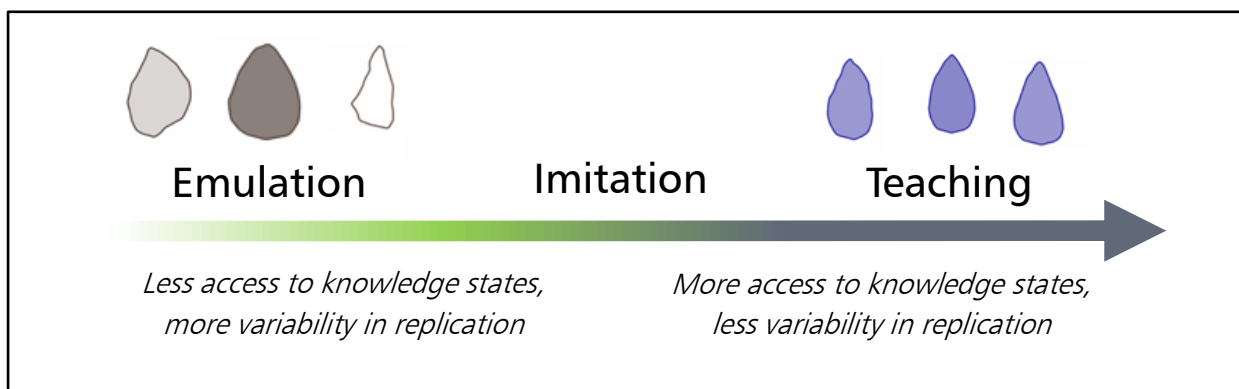 Emulation
Imitation
Teaching
Less access to knowledge states,
more variability in replication
More access to knowledge states,
less variability in replication